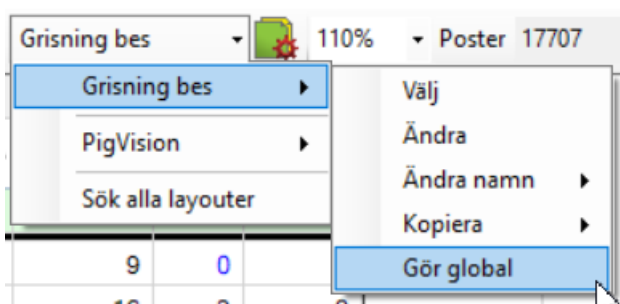 Grisning bes 110% Poster 17707
Grisning bes
PigVision
Sök alla layouter
Välj
Ändra
Ändra namn
Kopiera
Gör global
9 0